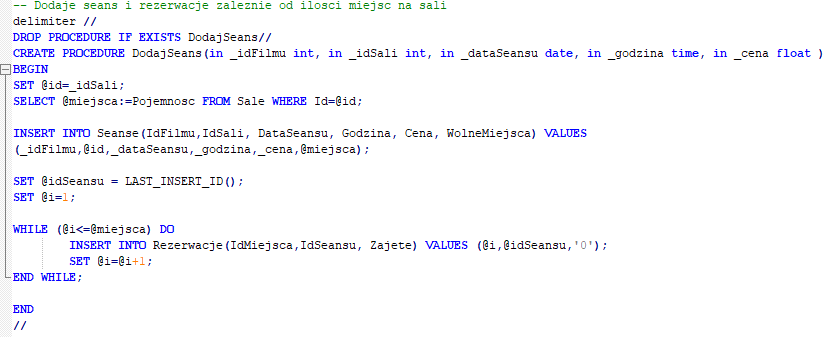 -- Dodaje seans i rezerwacje zaleznie od ilosci miejsc na sali
delimiter //
DROP PROCEDURE IF EXISTS DodajSeans//
CREATE PROCEDURE DodajSeans(in _idFilmu int, in _idSali int, in _dataSeansu date, in _godzina time, in _cena float )
BEGIN
SET @id=_idSali;
SELECT @miejsca:=Pojemnosc FROM Sale WHERE Id=@id;
INSERT INTO Seanse(IdFilmu,IdSali, DataSeansu, Godzina, Cena, WolneMiejsca) VALUES
(_idFilmu,@id,_dataSeansu,_godzina,_cena,@miejsca);
SET @idSeansu = LAST_INSERT_ID();
SET @i=1;
WHILE (@i<=@miejsca) DO
INSERT INTO Rezerwacje(IdMiejsca,IdSeansu, Zajete) VALUES (@i,@idSeansu,'0');
SET @i=@i+1;
END WHILE;
END
//